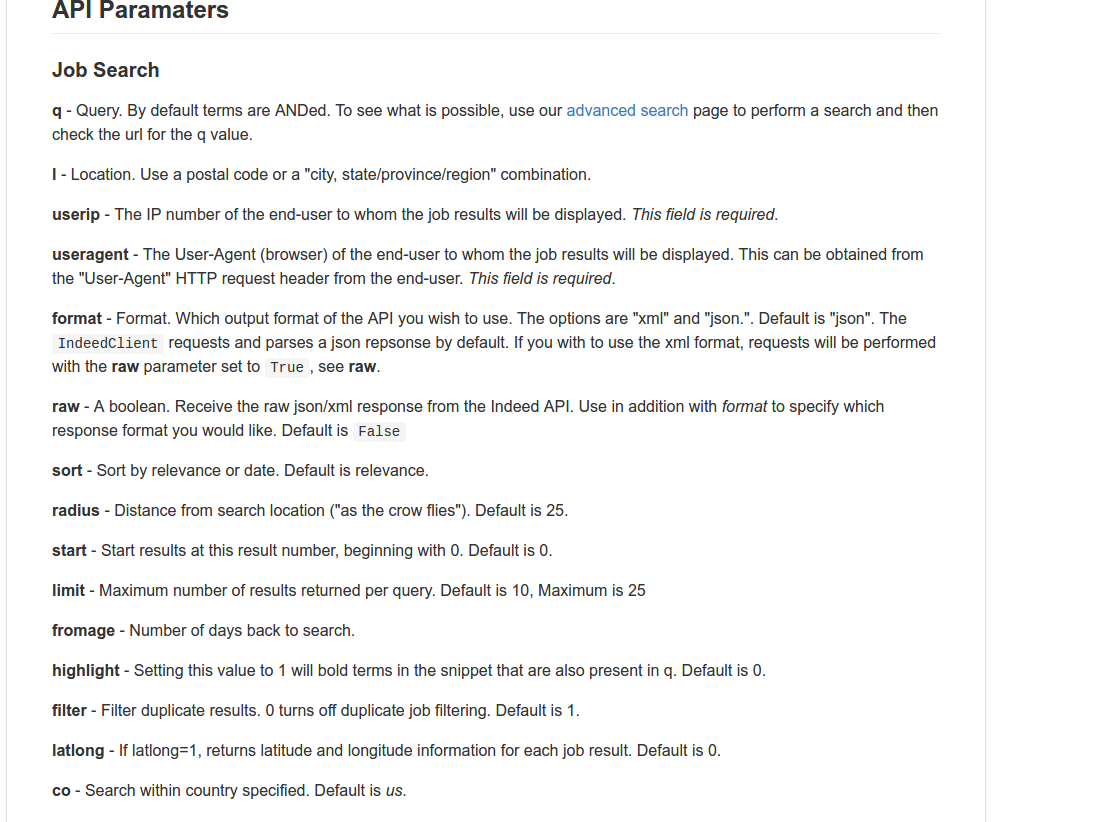 API Paramaters
Job Search
q - Query. By default terms are ANDed. To see what is possible, use our advanced search page to perform a search and then
check the url for the q value.
l - Location. Use a postal code or a "city, state/province/region" combination.
userip - The IP number of the end-user to whom the job results will be displayed. This field is required.
useragent - The User-Agent (browser) of the end-user to whom the job results will be displayed. This can be obtained from
the "User-Agent" HTTP request header from the end-user. This field is required.
format - Format. Which output format of the API you wish to use. The options are "xml" and "json.". Default is "json". The
IndeedClient requests and parses a json repsonse by default. If you with to use the xml format, requests will be performed
with the raw parameter set to True , see raw.
raw - A boolean. Receive the raw json/xml response from the Indeed API. Use in addition with format to specify which
response format you would like. Default is False
sort - Sort by relevance or date. Default is relevance.
radius - Distance from search location ("as the crow flies"). Default is 25.
start - Start results at this result number, beginning with 0. Default is 0.
limit - Maximum number of results returned per query. Default is 10, Maximum is 25
fromage - Number of days back to search.
highlight - Setting this value to 1 will bold terms in the snippet that are also present in q. Default is 0.
filter - Filter duplicate results. 0 turns off duplicate job filtering. Default is 1.
latlong - If latlong=1, returns latitude and longitude information for each job result. Default is 0.
co - Search within country specified. Default is us.